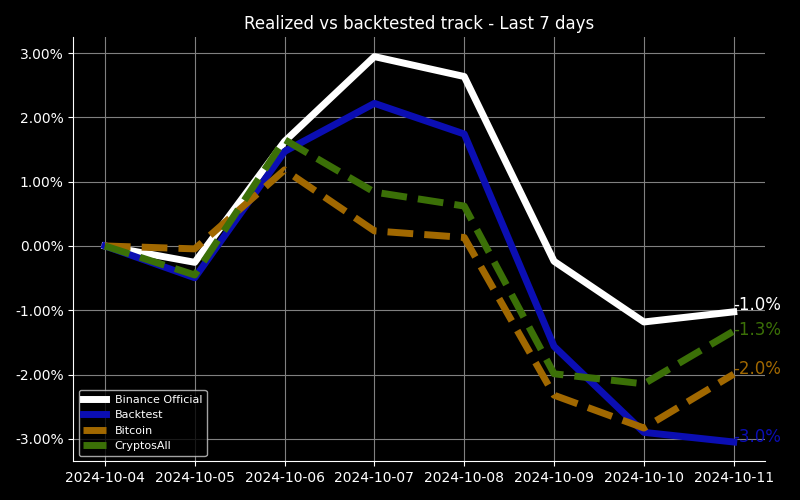 Realized vs backtested track - Last 7 days
3.00%
2.00%
1.00%
0.00%
-1.00%
-2.00%
-3.00%
-1.0%
-1.3%
-2.0%
-3.0%
Binance Official
Backtest
Bitcoin
CryptosAll
2024-10-04 2024-10-05 2024-10-06 2024-10-07 2024-10-08 2024-10-09 2024-10-10 2024-10-11